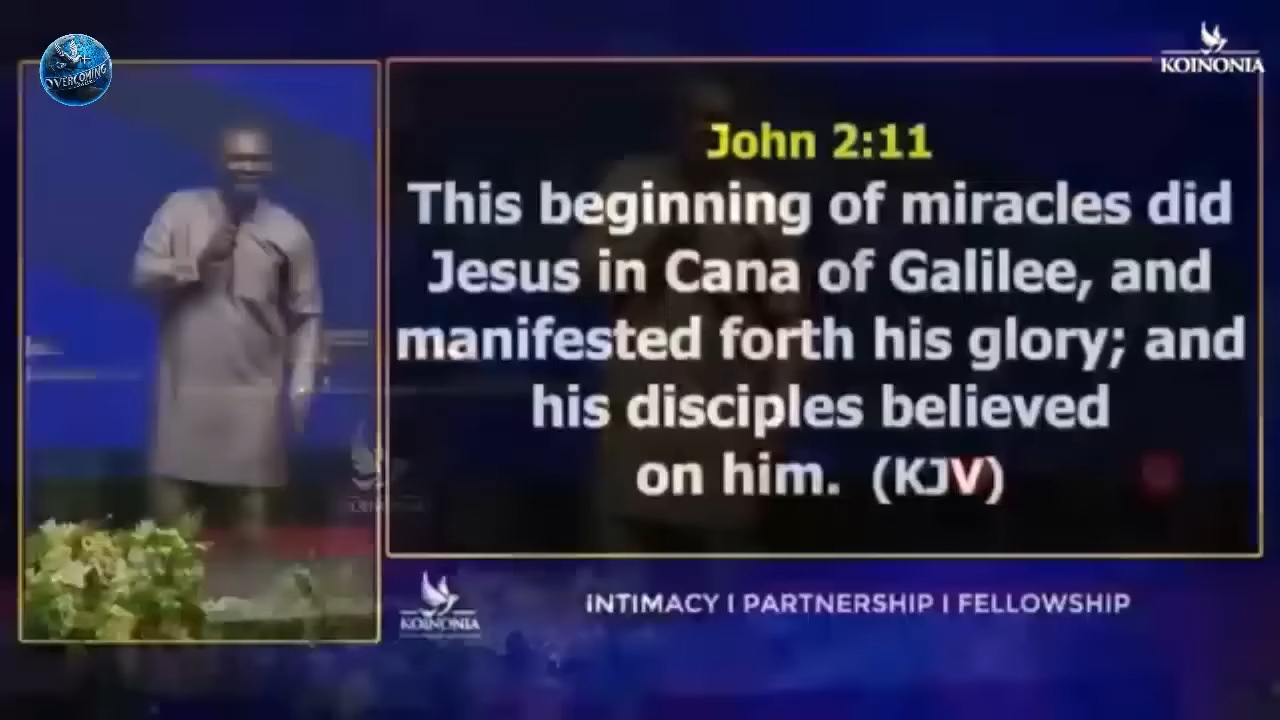 OVERCOMING
KOINONIA
John 2:11
This beginning of miracles did
Jesus in Cana of Galilee, and
manifested forth his glory; and
his disciples believed
on him. (KJV)
KOINONIA
INTIMACY | PARTNERSHIP | FELLOWSHIP